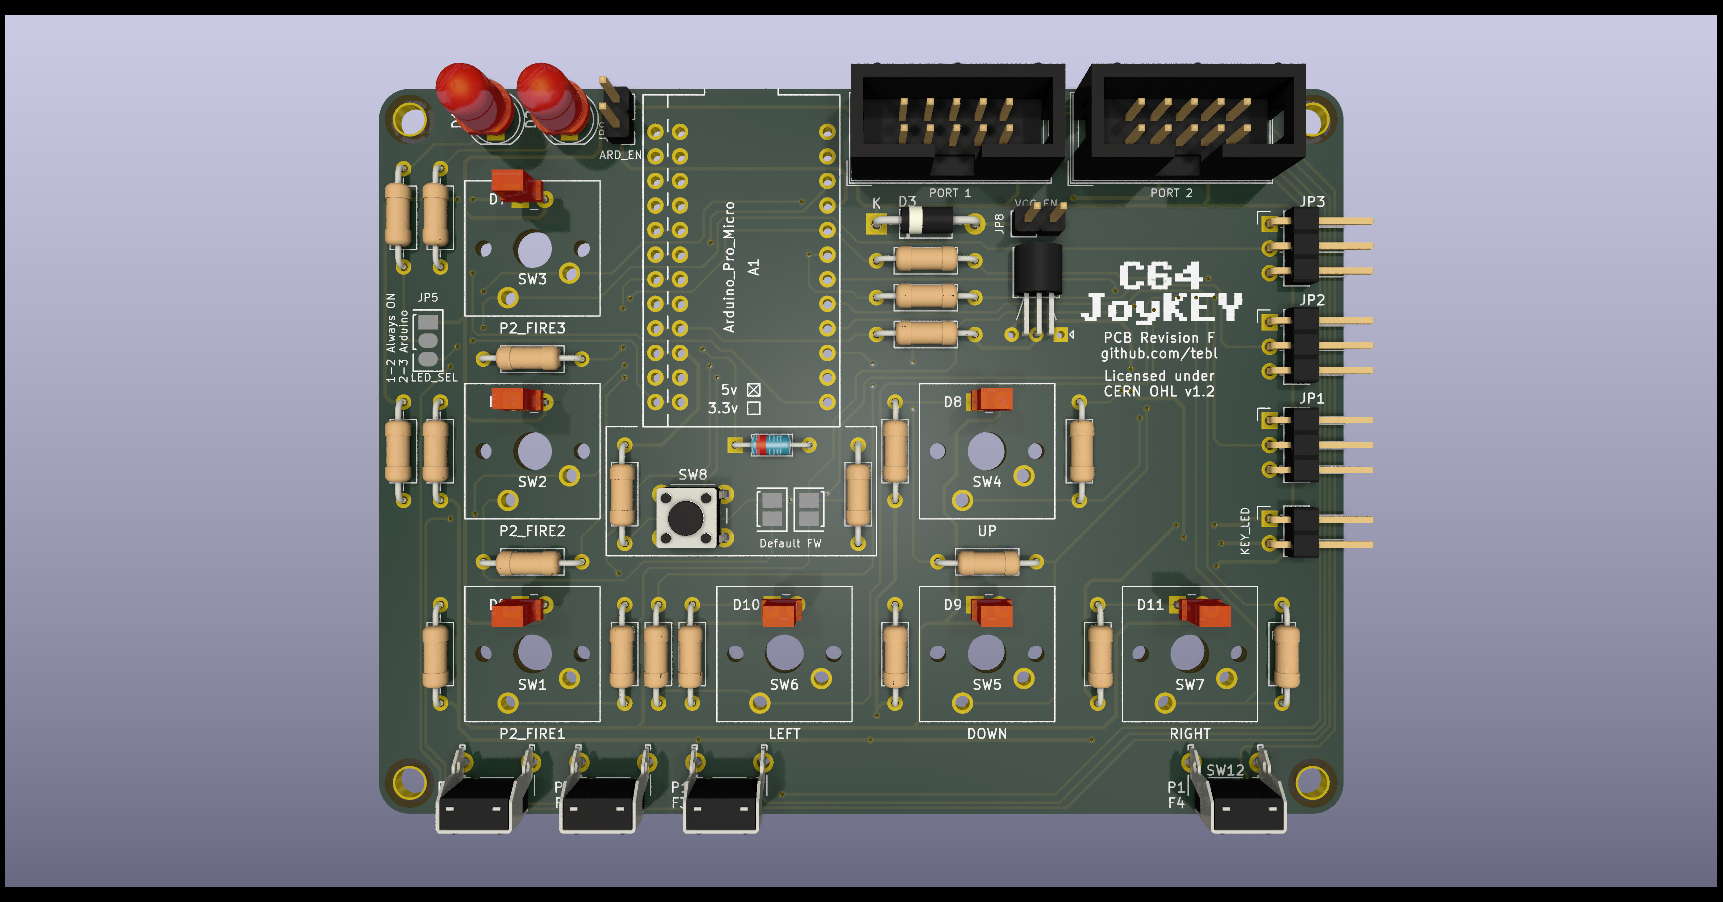 ARD_EN
PORT 1
PORT 2
K
D3
JP8
JP3
SW3
Arduino_Pro_Micro
A1
C64
JoyKEY
PCB Revision F
github.com/tebl
Licensed under
CERN OHL v1.2
JP5
1-2 Always ON
2-3 Arduino
LED_SEL
P2_FIRE3
JP2
5v
3.3v
D8
JP1
SW2
SW8
SW4
P2_FIRE2
Default FW
UP
KEY_LED
D10
D9
D11
SW1
SW6
SW5
SW7
P2_FIRE1
LEFT
DOWN
RIGHT
SW12
P1
F4